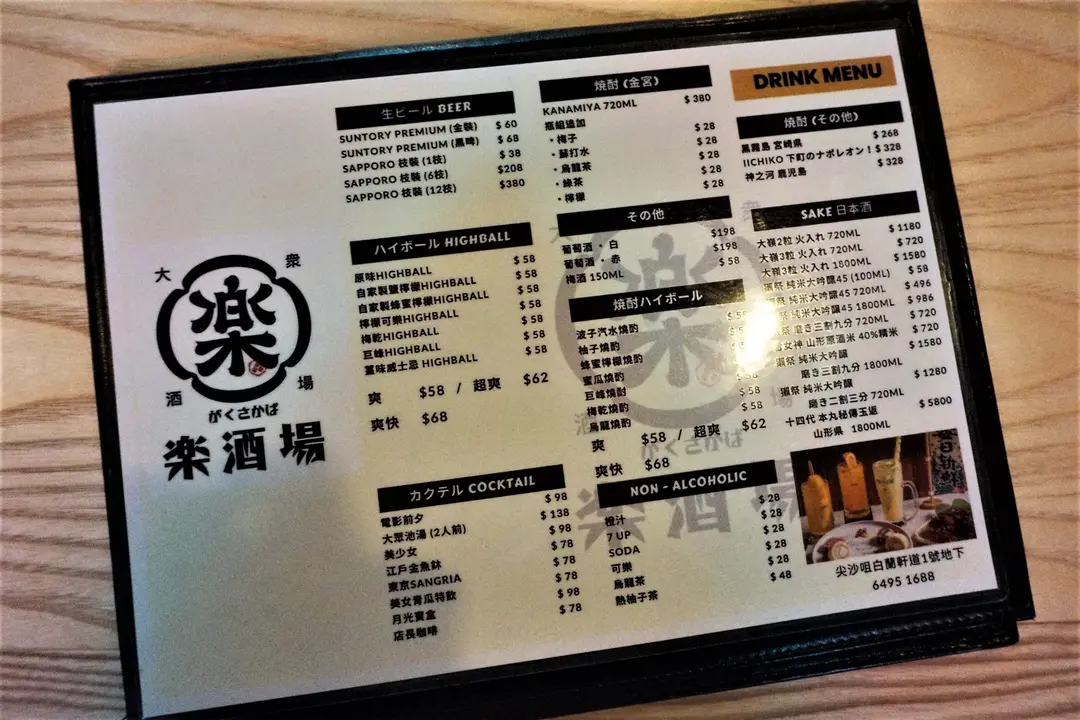 大 衆
楽
酒 場
がくさかば
楽酒場
生ビール BEER
SUNTORY PREMIUM (金裝) $ 60
SUNTORY PREMIUM (黑啤) $ 68
SAPPORO 枝裝 (1枝) $ 38
SAPPORO 枝裝 (6枝) $208
SAPPORO 枝裝 (12枝) $380
ハイボール HIGHBALL
原味HIGHBALL $ 58
自家製鹽檸檬HIGHBALL $ 58
自家製蜂蜜檸檬HIGHBALL $ 58
檸檬可樂HIGHBALL $ 58
梅乾HIGHBALL $ 58
巨峰HIGHBALL $ 58
薑味威士忌 HIGHBALL $ 58
爽 $58 / 超爽 $62
爽快 $68
カクテル COCKTAIL
電影前夕 $ 98
大眾池湯 (2人前) $ 138
美少女 $ 98
江戶金魚鉢 $ 78
東京SANGRIA $ 78
美女青瓜特飲 $ 78
月光寶盒 $ 98
店長咖啡 $ 78
焼酎 (金宮)
KANAMIYA 720ML $ 380
瓶組追加
・梅子 $ 28
・蘇打水 $ 28
・烏龍茶 $ 28
・綠茶 $ 28
・檸檬 $ 28
その他
葡萄酒 ・ 白 $198
葡萄酒 ・ 赤 $198
梅酒 150ML $ 58
焼酎ハイボール
波子汽水燒酌
柚子燒酌
蜂蜜檸檬燒酌
蜜瓜燒酌
巨峰燒酎 $ 58
梅乾燒酌 $ 58
烏龍燒酌 $ 58
爽 $58 / 超爽 $62
爽快 $68
NON - ALCOHOLIC
橙汁 $ 28
7 UP $ 28
SODA $ 28
可樂 $ 28
烏龍茶 $ 28
熱柚子茶 $ 48
DRINK MENU
焼酎 (その他)
黒霧島 宮崎県 $ 268
IICHIKO 下町のナポレオン！ $ 328
神之河 鹿児島 $ 328
SAKE 日本酒
大嶺2粒 火入れ 720ML $ 1180
大嶺3粒 火入れ 720ML $ 720
大嶺3粒 火入れ 1800ML $ 1580
獺祭 純米大吟醸45 (100ML) $ 58
祭 純米大吟醸45 720ML $ 496
純米大吟醸45 1800ML $ 986
祭 磨き三割九分 720ML $ 720
女神 山形原酒米 40%精米 $ 720
獺祭 純米大吟醸
磨き三割九分 1800ML $ 1580
獺祭 純米大吟醸
磨き二割三分 720ML $ 1280
十四代 本丸秘傳玉返
山形県 1800ML $ 5800
尖沙咀白蘭軒道1號地下
6495 1688